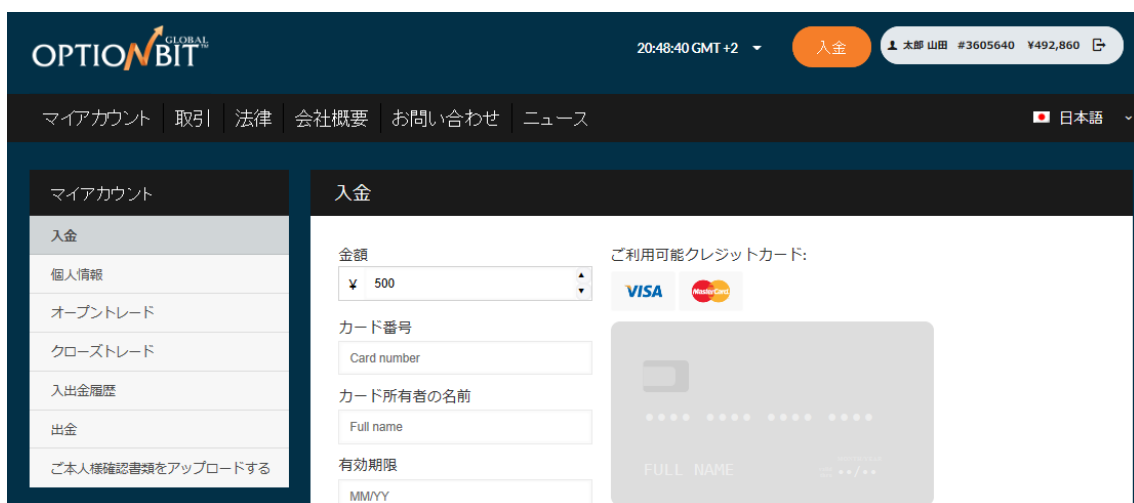 OPTION BIT GLOBAL™
20:48:40 GMT +2
入金
太郎 山田 #3605640 ¥492,860
マイアカウント 取引 法律 会社概要 お問い合わせ ニュース
日本語
マイアカウント
入金
個人情報
オープントレード
クローズトレード
入出金履歴
出金
ご本人様確認書類をアップロードする
入金
金額
¥ 500
カード番号
Card number
カード所有者の名前
Full name
有効期限
MM/YY
ご利用可能クレジットカード:
VISA MasterCard
•••• •••• •••• ••••
FULL NAME
••/••